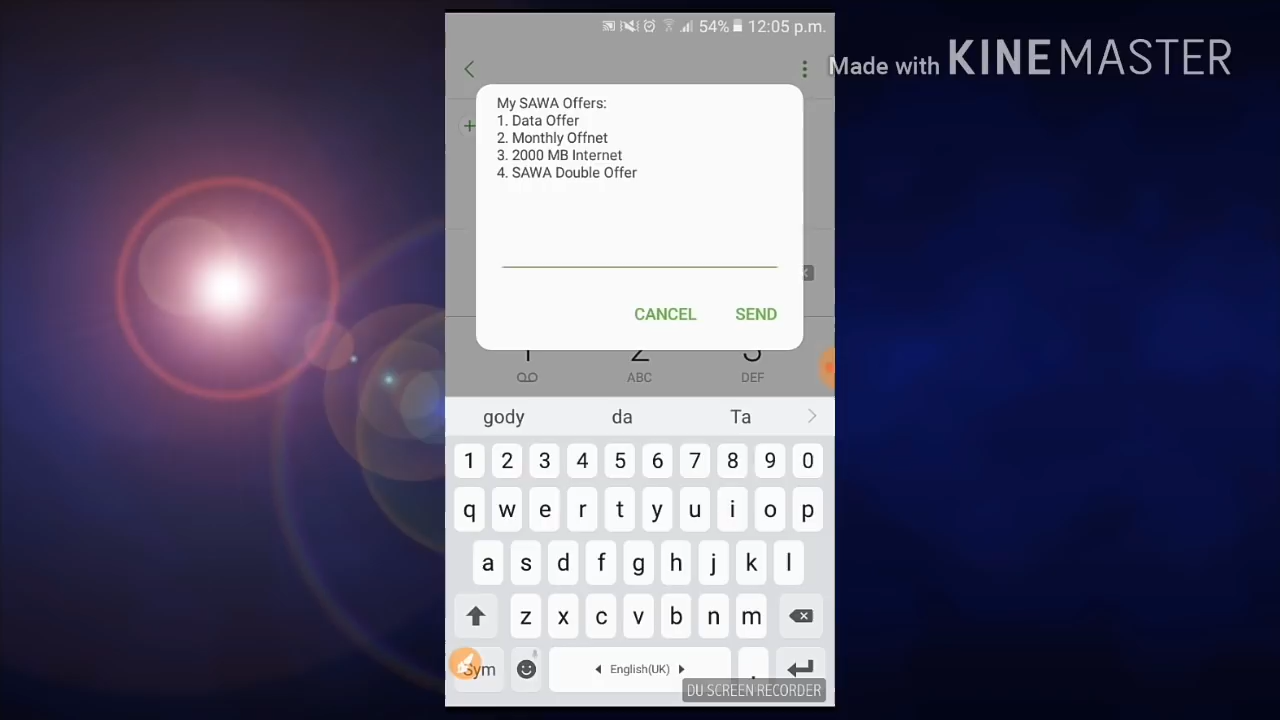 54% 12:05 p.m.
Made with KINEMASTER
My SAWA Offers:
1. Data Offer
2. Monthly Offnet
3. 2000 MB Internet
4. SAWA Double Offer
CANCEL SEND
ABC DEF
gody da Ta
1 2 3 4 5 6 7 8 9 0
q w e r t y u i o p
a s d f g h j k l
z x c v b n m
Sym English(UK) .
DU SCREEN RECORDER